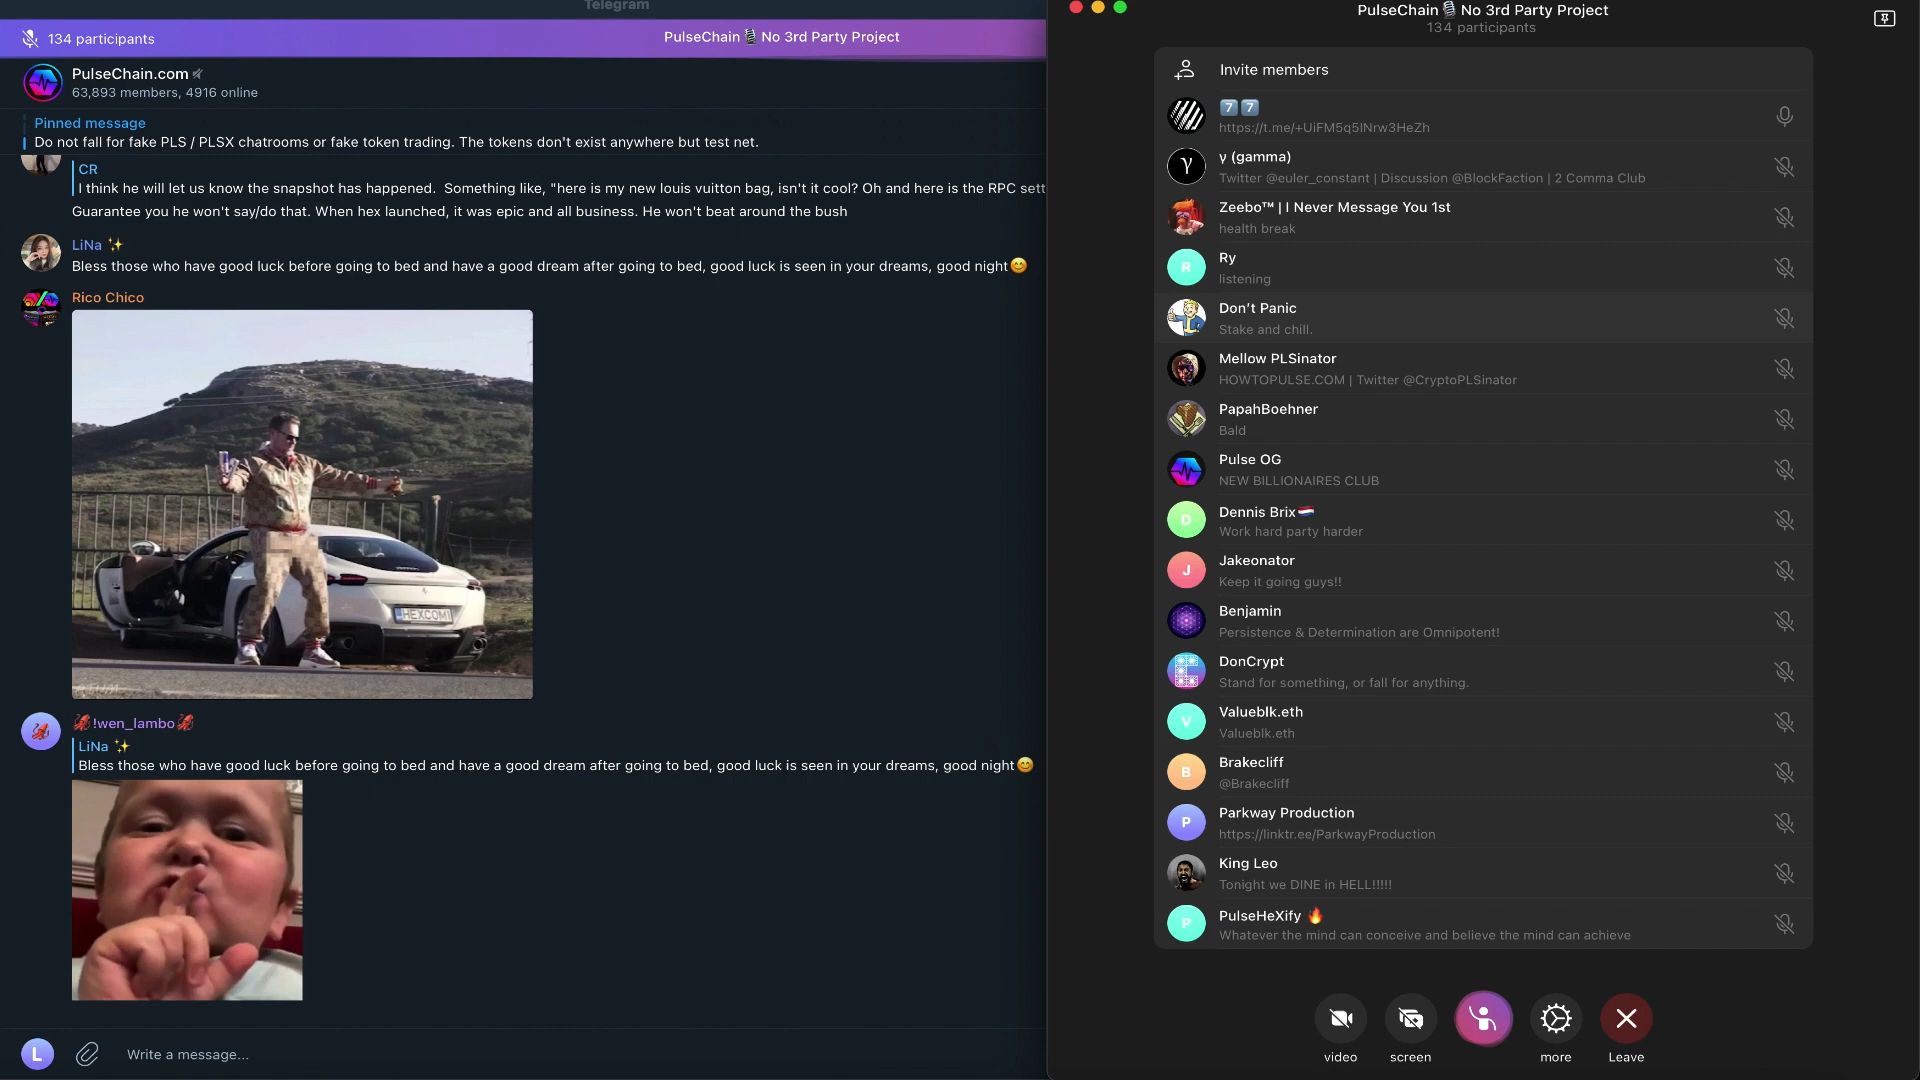 Telegram
134 participants
PulseChain🎙️No 3rd Party Project
PulseChain.com
63,893 members, 4916 online
Pinned message
Do not fall for fake PLS / PLSX chatrooms or fake token trading. The tokens don't exist anywhere but test net.
CR
I think he will let us know the snapshot has happened. Something like, "here is my new louis vuitton bag, isn't it cool? Oh and here is the RPC sett
Guarantee you he won't say/do that. When hex launched, it was epic and all business. He won't beat around the bush
LiNa ✨
Bless those who have good luck before going to bed and have a good dream after going to bed, good luck is seen in your dreams, good night😊
Rico Chico
HEXCOM1
🦑!wen_lambo🦑
LiNa ✨
Bless those who have good luck before going to bed and have a good dream after going to bed, good luck is seen in your dreams, good night😊
L
Write a message...
PulseChain🎙️No 3rd Party Project
134 participants
Invite members
7️⃣7️⃣
https://t.me/+UiFM5q5lNrw3HeZh
γ
γ (gamma)
Twitter @euler_constant | Discussion @BlockFaction | 2 Comma Club
Zeebo™ | I Never Message You 1st
health break
R
Ry
listening
Don't Panic
Stake and chill.
Mellow PLSinator
HOWTOPULSE.COM | Twitter @CryptoPLSinator
PapahBoehner
Bald
Pulse OG
NEW BILLIONAIRES CLUB
D
Dennis Brix🇳🇱
Work hard party harder
J
Jakeonator
Keep it going guys!!
Benjamin
Persistence & Determination are Omnipotent!
DonCrypt
Stand for something, or fall for anything.
V
Valueblk.eth
Valueblk.eth
B
Brakecliff
@Brakecliff
P
Parkway Production
https://linktr.ee/ParkwayProduction
King Leo
Tonight we DINE in HELL!!!!!
P
PulseHeXify 🔥
Whatever the mind can conceive and believe the mind can achieve
video
screen
more
Leave